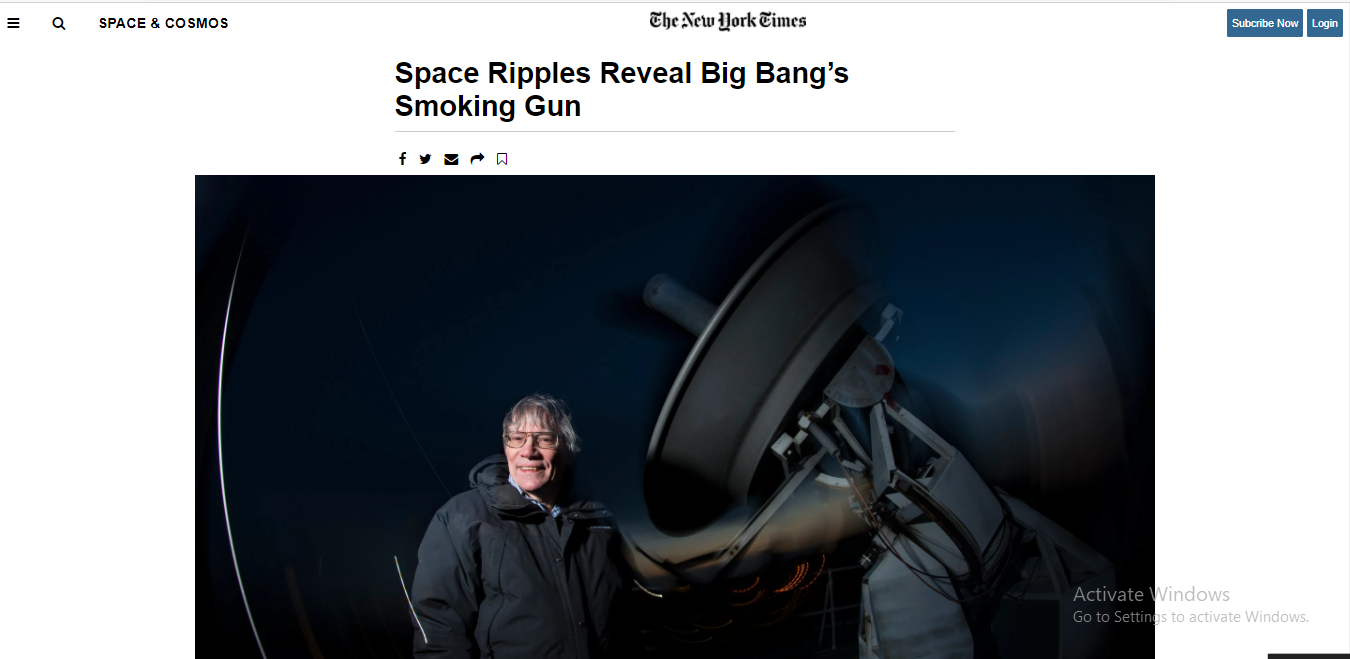 SPACE & COSMOS
The New York Times
Subcribe Now
Login
Space Ripples Reveal Big Bang’s
Smoking Gun
Activate Windows
Go to Settings to activate Windows.